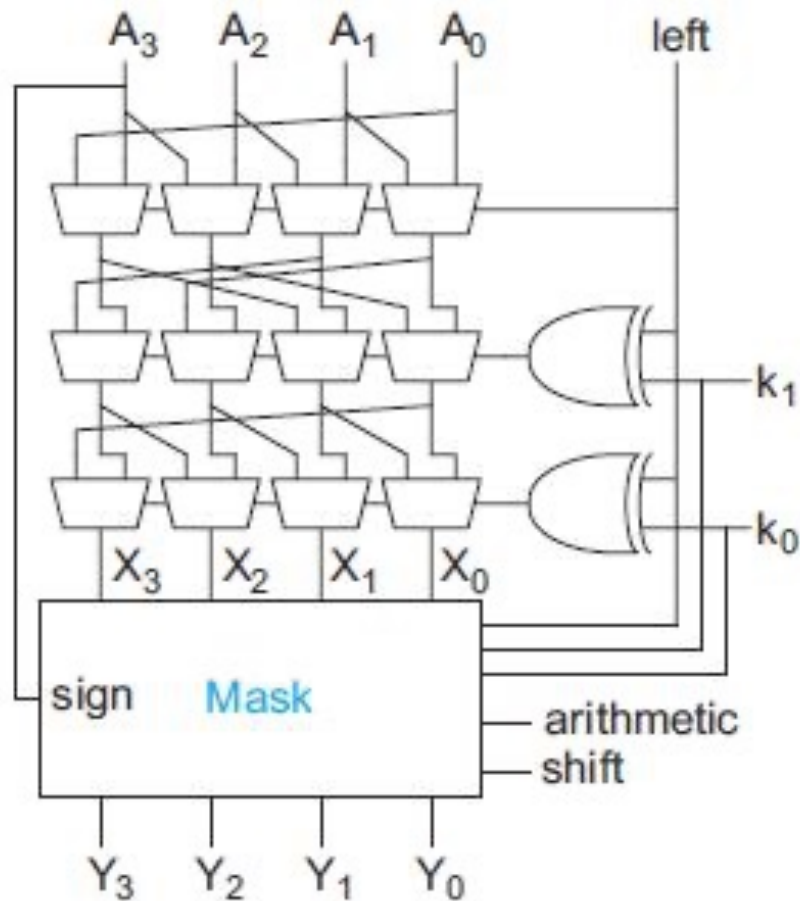 A₃ A₂ A₁ A₀ left
k₁
k₀
X₃ X₂ X₁ X₀
sign Mask
arithmetic
shift
Y₃ Y₂ Y₁ Y₀